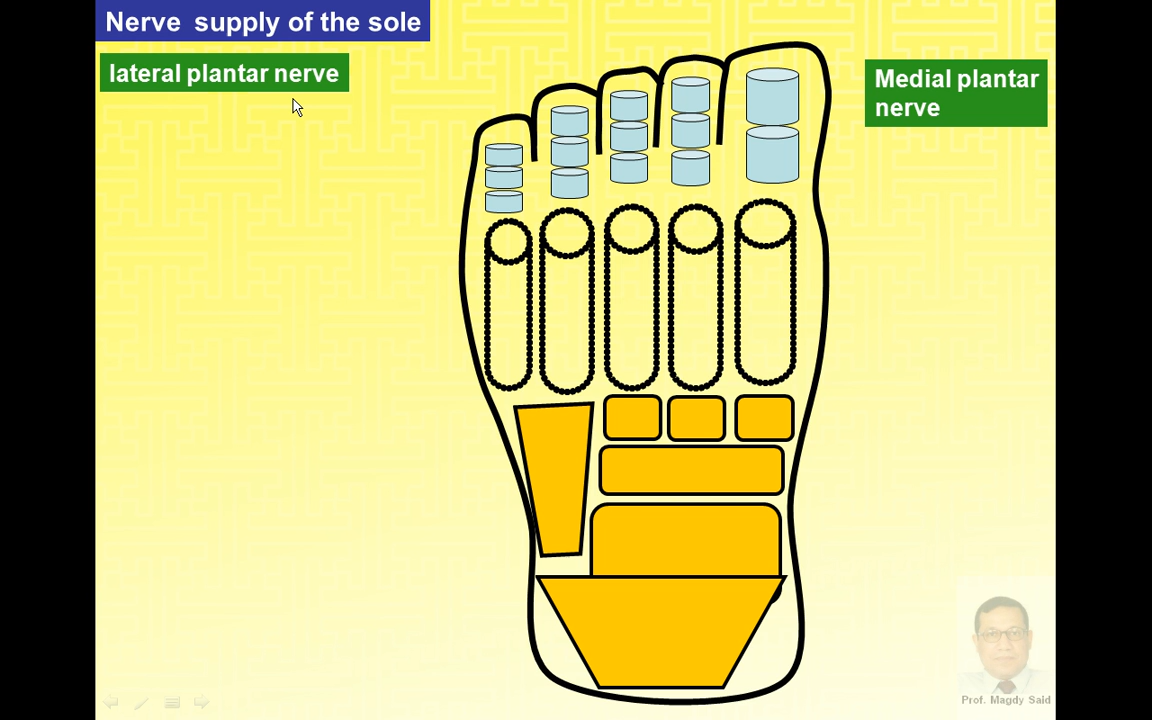 Nerve supply of the sole
lateral plantar nerve
Medial plantar
nerve
Prof. Magdy Said